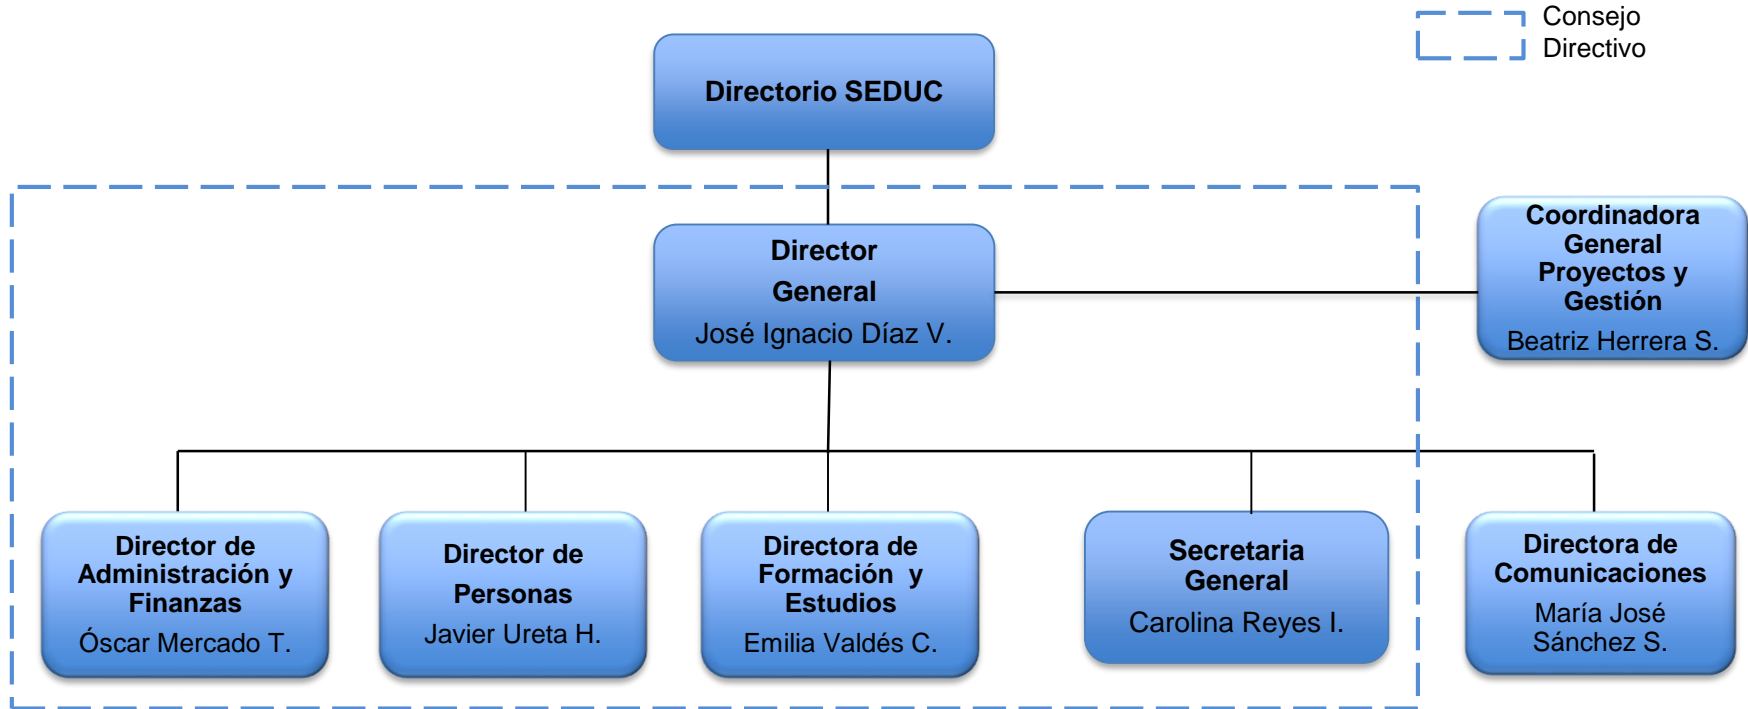 Consejo
Directivo
Directorio SEDUC
Director
General
José Ignacio Díaz V.
Coordinadora
General
Proyectos y
Gestión
Beatriz Herrera S.
Director de
Administración y
Finanzas
Óscar Mercado T.
Director de
Personas
Javier Ureta H.
Directora de
Formación y
Estudios
Emilia Valdés C.
Secretaria
General
Carolina Reyes I.
Directora de
Comunicaciones
María José
Sánchez S.